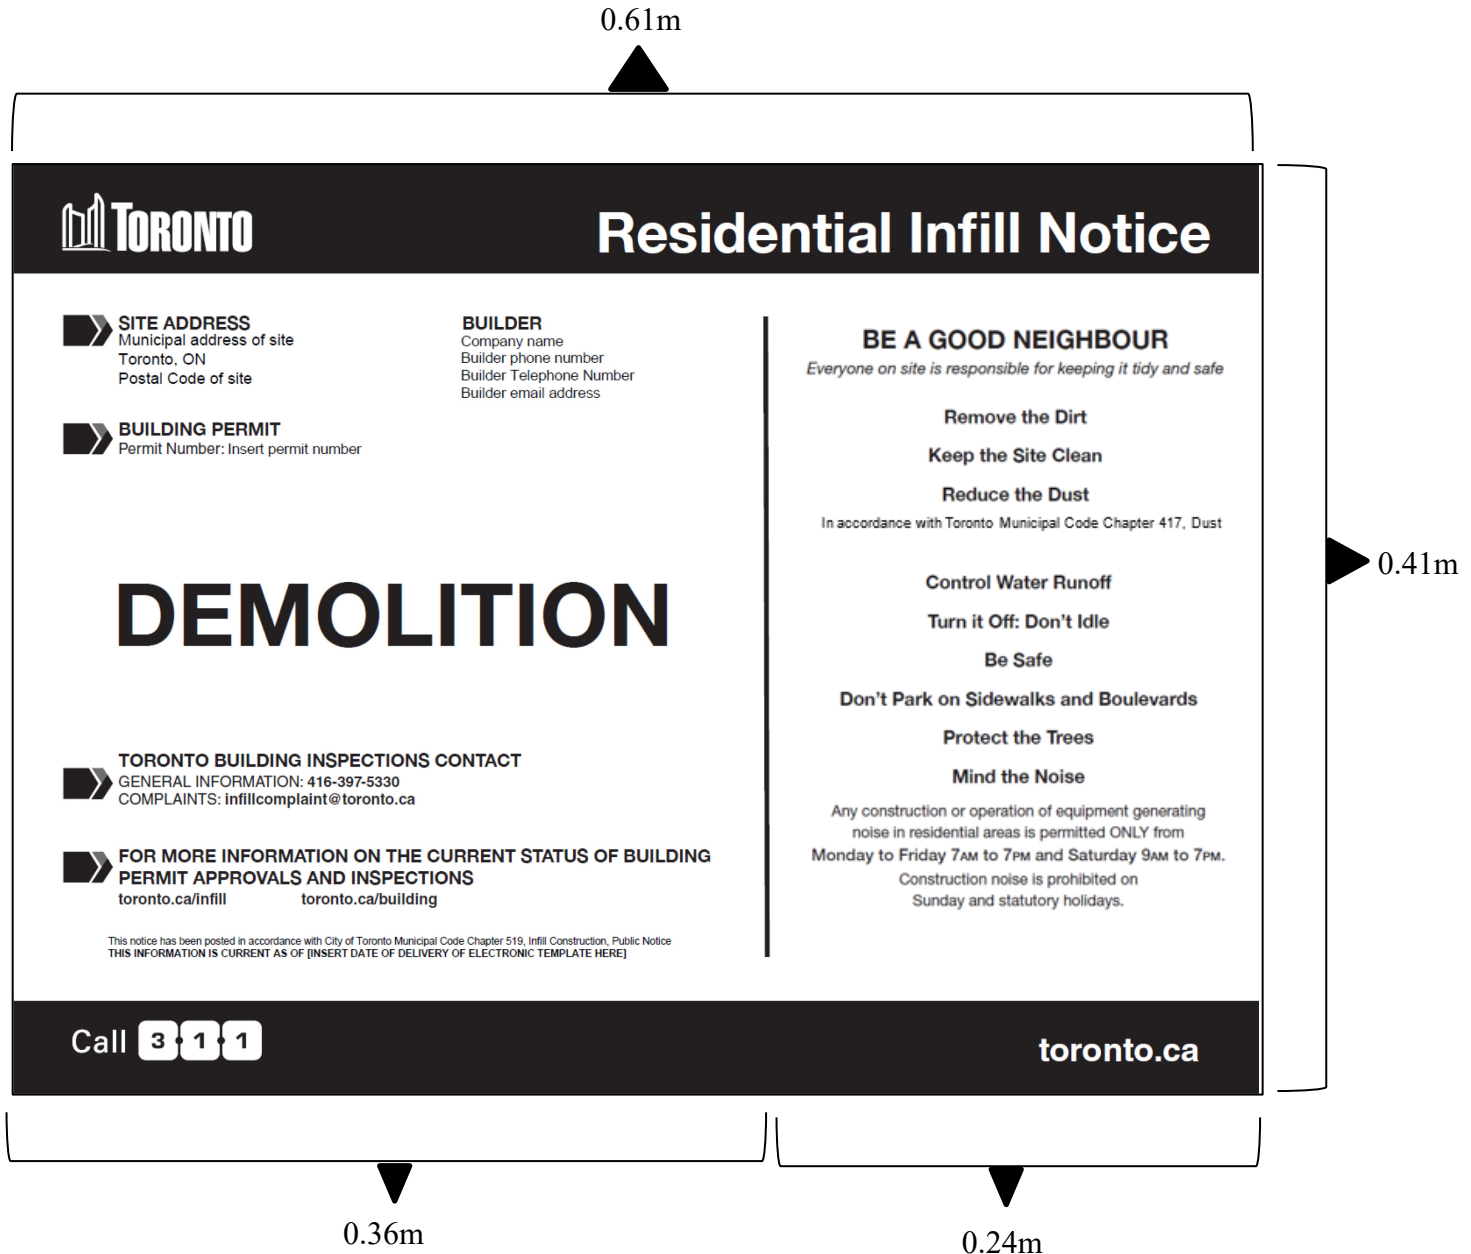 0.61m
TORONTO
Residential Infill Notice
SITE ADDRESS
Municipal address of site
Toronto, ON
Postal Code of site
BUILDER
Company name
Builder phone number
Builder Telephone Number
Builder email address
BUILDING PERMIT
Permit Number: Insert permit number
DEMOLITION
TORONTO BUILDING INSPECTIONS CONTACT
GENERAL INFORMATION: 416-397-5330
COMPLAINTS: infillcomplaint@toronto.ca
FOR MORE INFORMATION ON THE CURRENT STATUS OF BUILDING
PERMIT APPROVALS AND INSPECTIONS
toronto.ca/infill toronto.ca/building
This notice has been posted in accordance with City of Toronto Municipal Code Chapter 519, Infill Construction, Public Notice
THIS INFORMATION IS CURRENT AS OF [INSERT DATE OF DELIVERY OF ELECTRONIC TEMPLATE HERE]
BE A GOOD NEIGHBOUR
Everyone on site is responsible for keeping it tidy and safe
Remove the Dirt
Keep the Site Clean
Reduce the Dust
In accordance with Toronto Municipal Code Chapter 417, Dust
Control Water Runoff
Turn it Off: Don't Idle
Be Safe
Don't Park on Sidewalks and Boulevards
Protect the Trees
Mind the Noise
Any construction or operation of equipment generating
noise in residential areas is permitted ONLY from
Monday to Friday 7AM to 7PM and Saturday 9AM to 7PM.
Construction noise is prohibited on
Sunday and statutory holidays.
0.41m
Call 3·1·1
toronto.ca
0.36m
0.24m